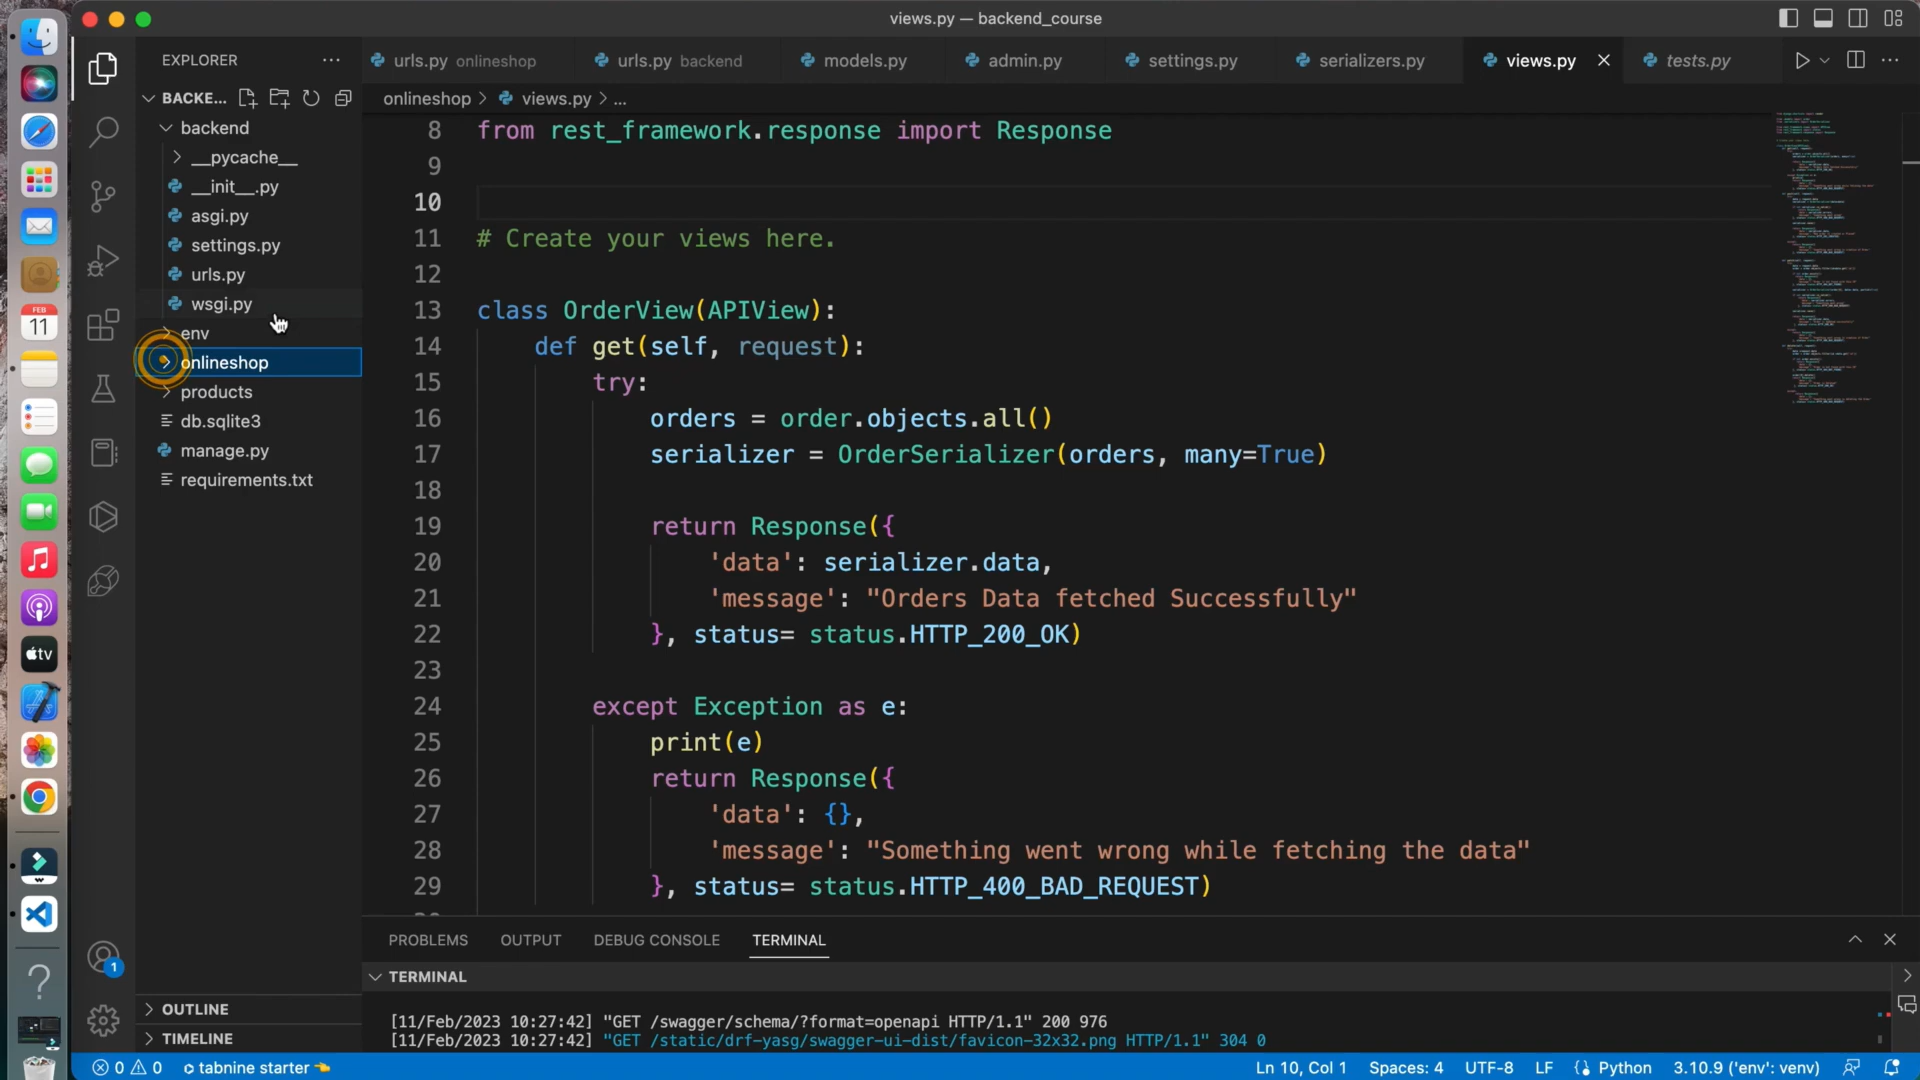 views.py — backend_course
EXPLORER
urls.py onlineshop
urls.py backend
models.py
admin.py
settings.py
serializers.py
views.py
tests.py
BACKE...
onlineshop > views.py > ...
backend
__pycache__
__init__.py
asgi.py
settings.py
urls.py
wsgi.py
env
onlineshop
products
db.sqlite3
manage.py
requirements.txt
8 from rest_framework.response import Response
9
10
11 # Create your views here.
12
13 class OrderView(APIView):
14 def get(self, request):
15 try:
16 orders = order.objects.all()
17 serializer = OrderSerializer(orders, many=True)
18
19 return Response({
20 'data': serializer.data,
21 'message': "Orders Data fetched Successfully"
22 }, status= status.HTTP_200_OK)
23
24 except Exception as e:
25 print(e)
26 return Response({
27 'data': {},
28 'message': "Something went wrong while fetching the data"
29 }, status= status.HTTP_400_BAD_REQUEST)
FEB
11
tv
1
PROBLEMS OUTPUT DEBUG CONSOLE TERMINAL
TERMINAL
[11/Feb/2023 10:27:42] "GET /swagger/schema/?format=openapi HTTP/1.1" 200 976
[11/Feb/2023 10:27:42] "GET /static/drf-yasg/swagger-ui-dist/favicon-32x32.png HTTP/1.1" 304 0
OUTLINE
TIMELINE
0 0 tabnine starter
Ln 10, Col 1 Spaces: 4 UTF-8 LF Python 3.10.9 ('env': venv)